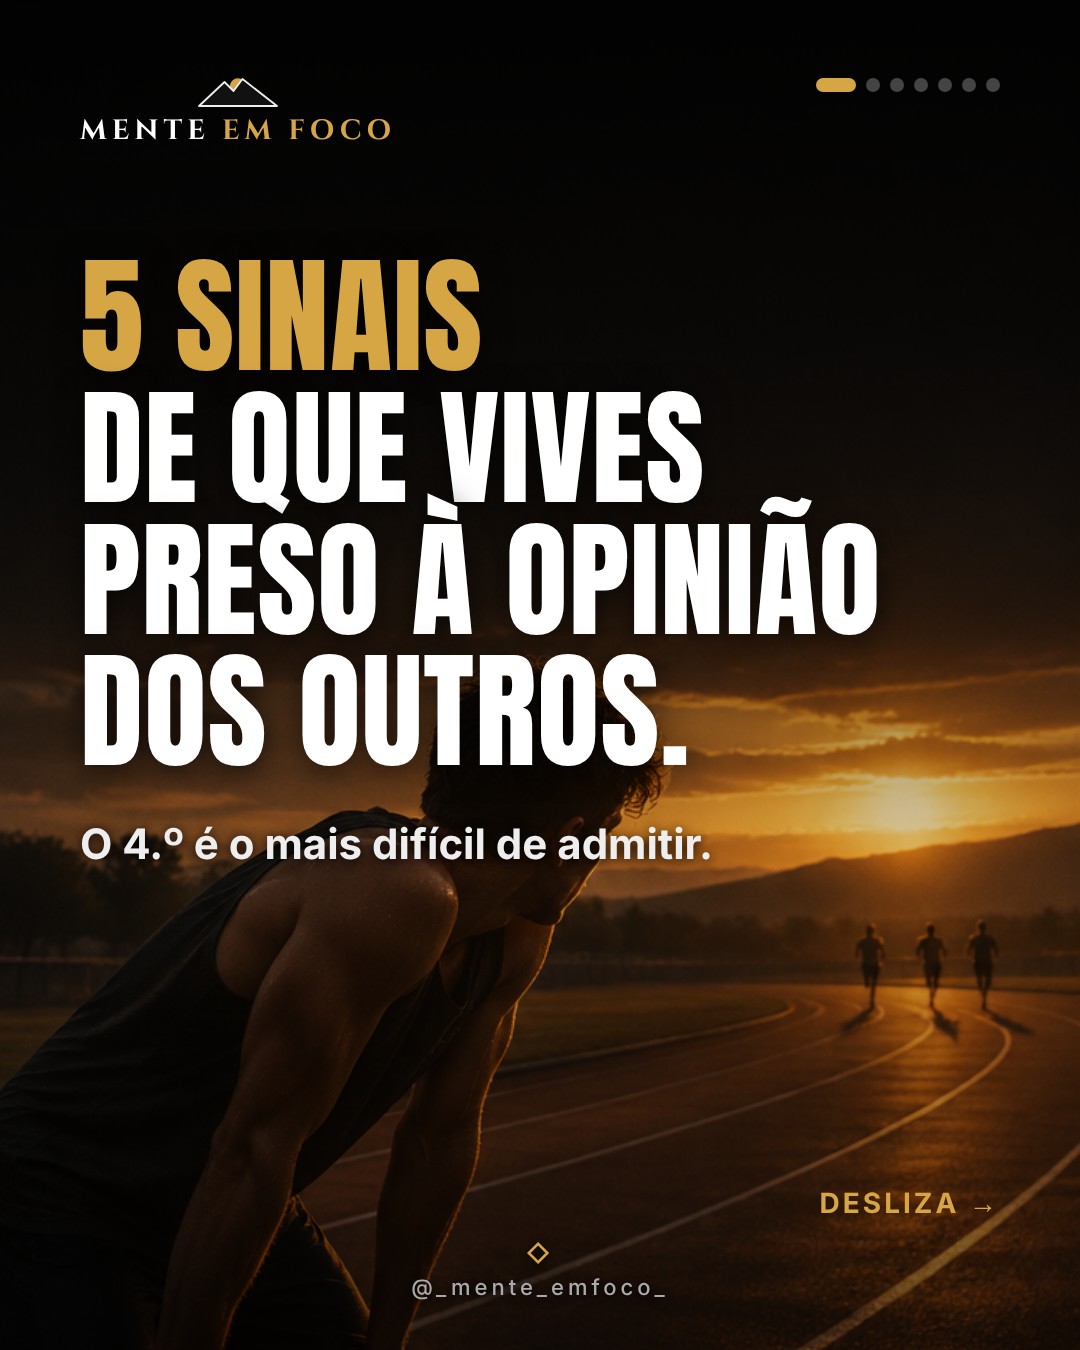 MENTE EM FOCO
5 SINAIS
DE QUE VIVES
PRESO À OPINIÃO
DOS OUTROS.
O 4.º é o mais difícil de admitir.
DESLIZA →
@_mente_emfoco_